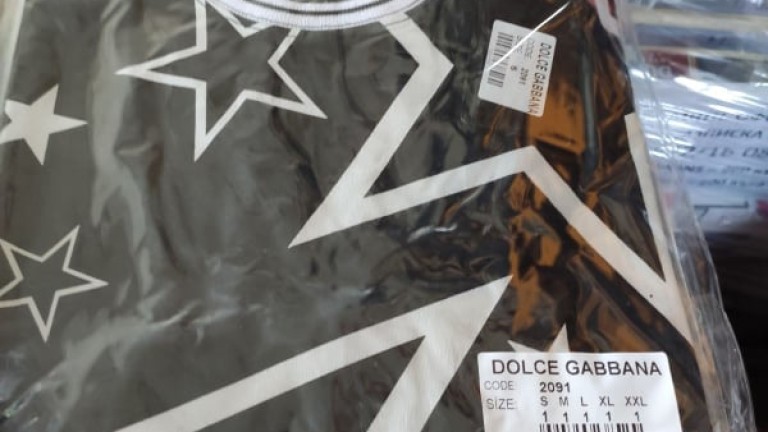 DOLCE GABBANA
CODE: 2091
DOLCE GABBANA
CODE: 2091
SIZE: S M L XL XXL
1 1 1 1 1